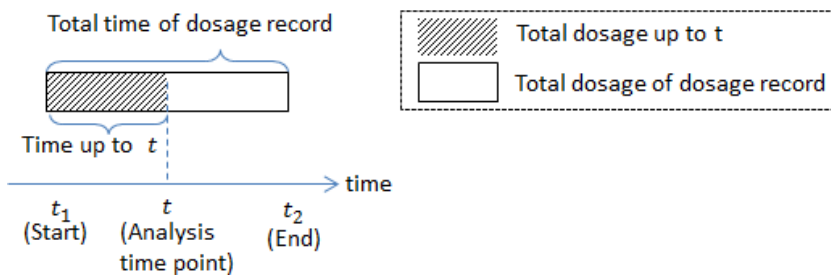 Total time of dosage record
Total dosage up to t
Total dosage of dosage record
Time up to t
time
t₁ t t₂
(Start) (Analysis (End)
time point)